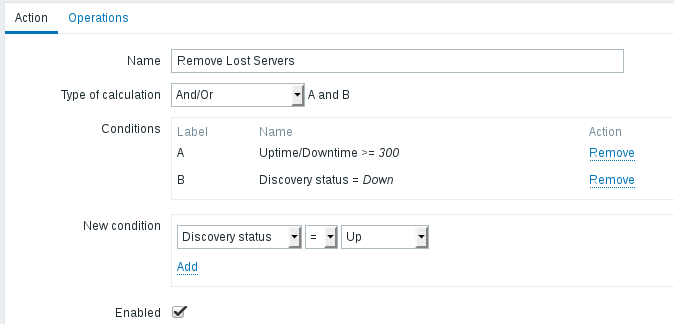 Action Operations
Name Remove Lost Servers
Type of calculation And/Or A and B
Conditions Label Name Action
A Uptime/Downtime >= 300 Remove
B Discovery status = Down Remove
New condition
Discovery status = Up
Add
Enabled